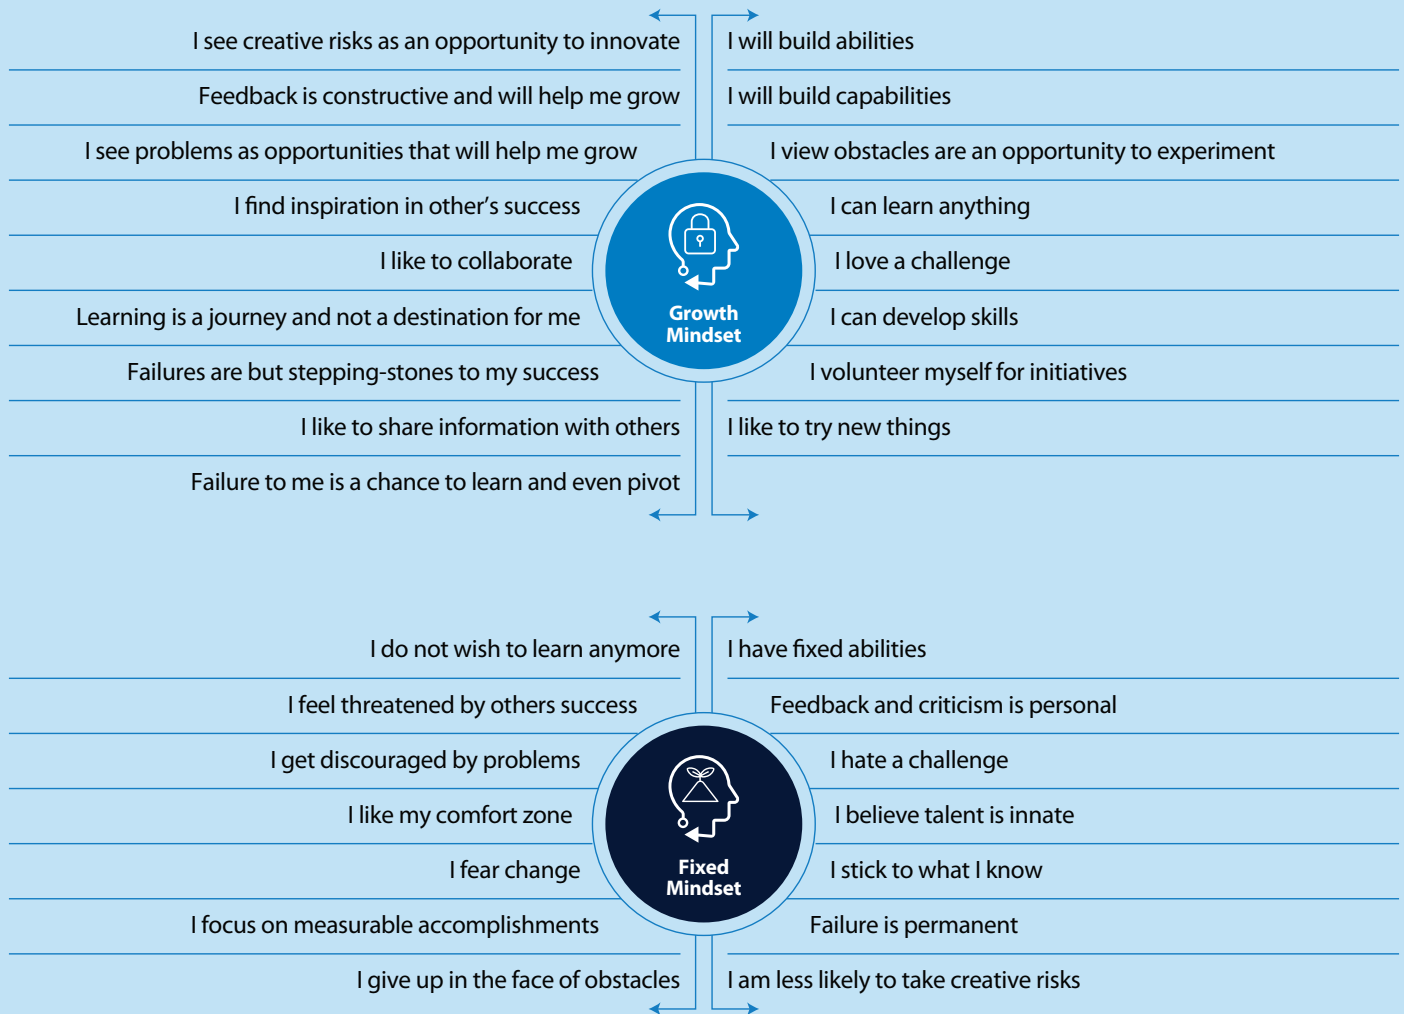 I see creative risks as an opportunity to innovate
I will build abilities
Feedback is constructive and will help me grow
I will build capabilities
I see problems as opportunities that will help me grow
I view obstacles are an opportunity to experiment
I find inspiration in other's success
I can learn anything
I like to collaborate
I love a challenge
Learning is a journey and not a destination for me
Growth
Mindset
I can develop skills
Failures are but stepping-stones to my success
I volunteer myself for initiatives
I like to share information with others
I like to try new things
Failure to me is a chance to learn and even pivot
I do not wish to learn anymore
I have fixed abilities
I feel threatened by others success
Feedback and criticism is personal
I get discouraged by problems
I hate a challenge
I like my comfort zone
I believe talent is innate
I fear change
Fixed
Mindset
I stick to what I know
I focus on measurable accomplishments
Failure is permanent
I give up in the face of obstacles
I am less likely to take creative risks